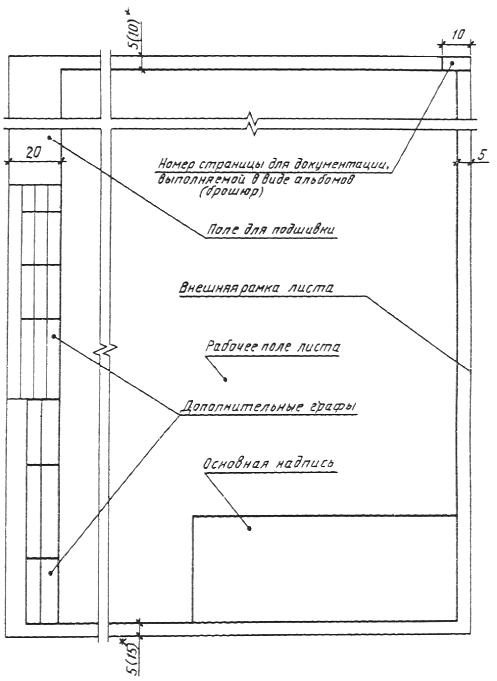 5(10)*
10
20
5
Номер страницы для документации,
выполняемой в виде альбомов
(брошюр)
Поле для подшивки
Внешняя рамка листа
Рабочее поле листа
Дополнительные графы
Основная надпись
5(15)*